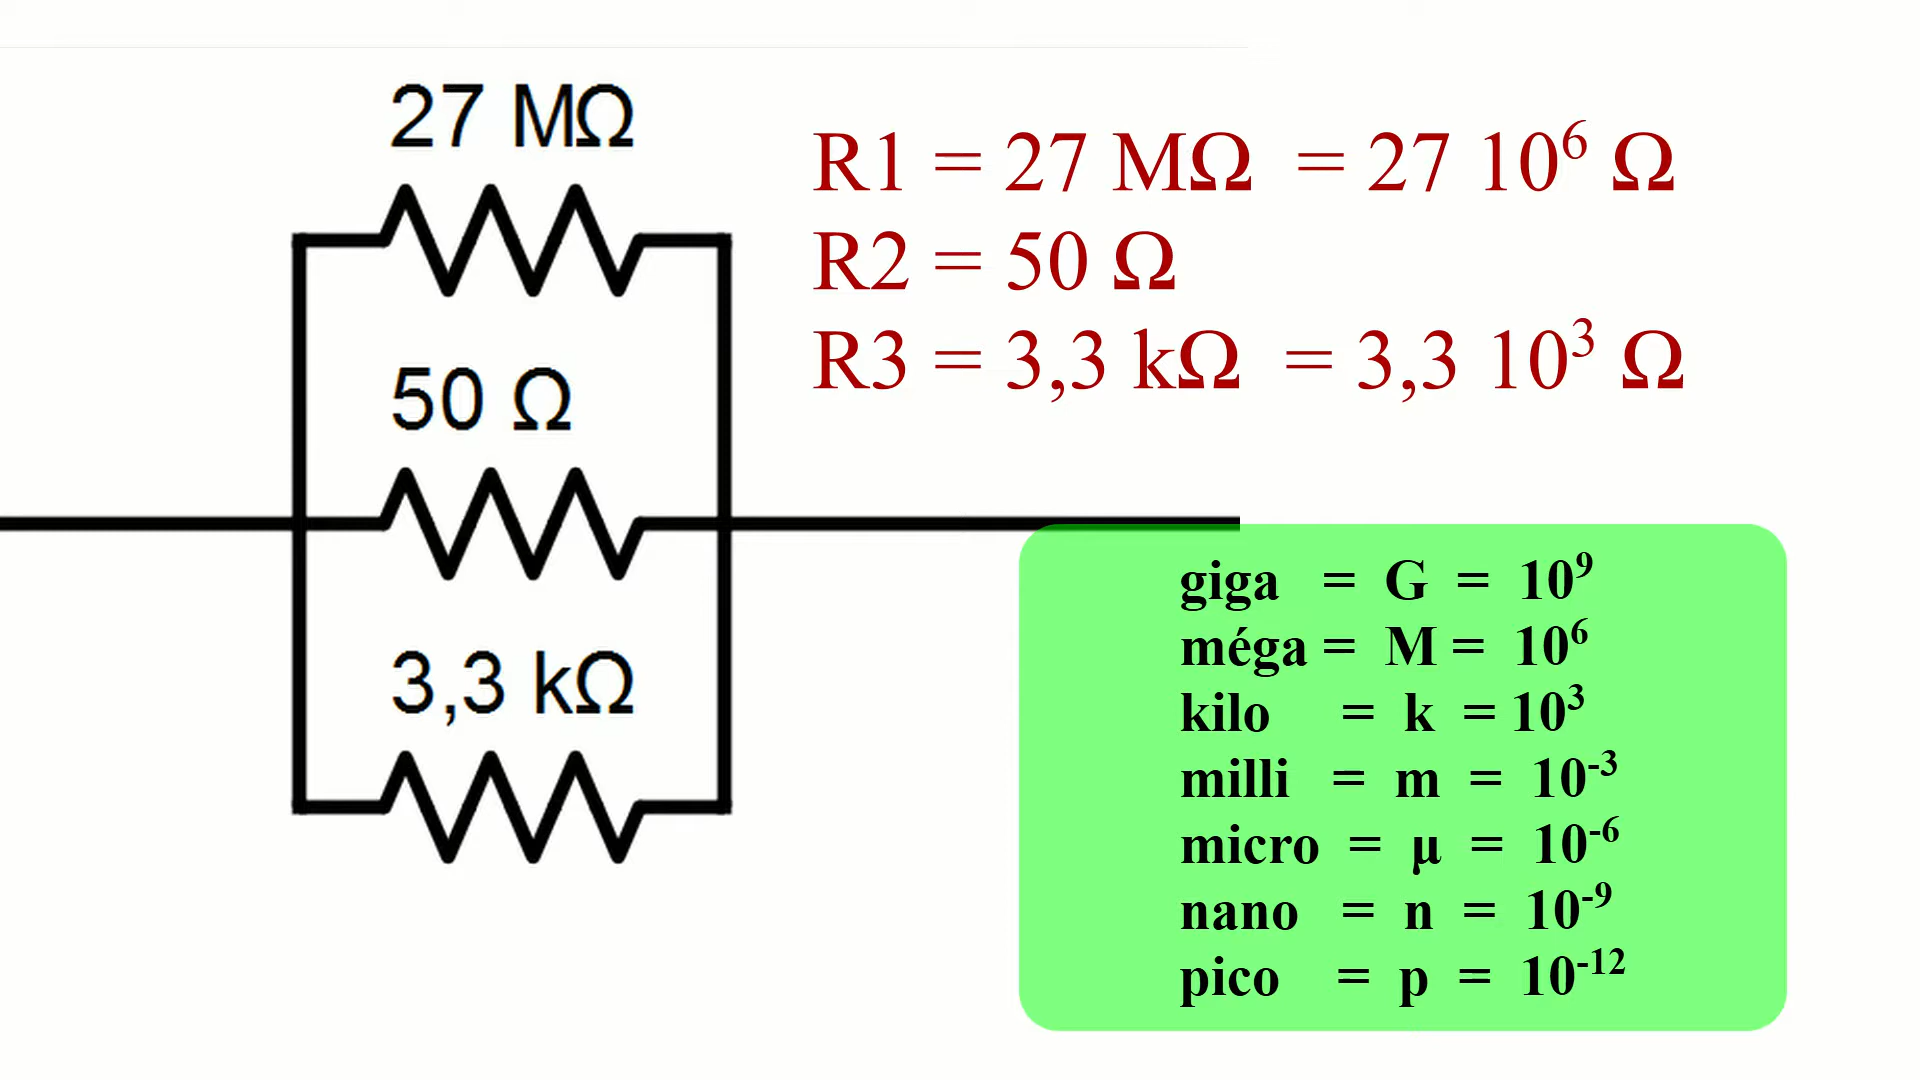 27 MΩ
50 Ω
3,3 kΩ
R1 = 27 MΩ = 27 10⁶ Ω
R2 = 50 Ω
R3 = 3,3 kΩ = 3,3 10³ Ω
giga = G = 10⁹
méga = M = 10⁶
kilo = k = 10³
milli = m = 10⁻³
micro = μ = 10⁻⁶
nano = n = 10⁻⁹
pico = p = 10⁻¹²